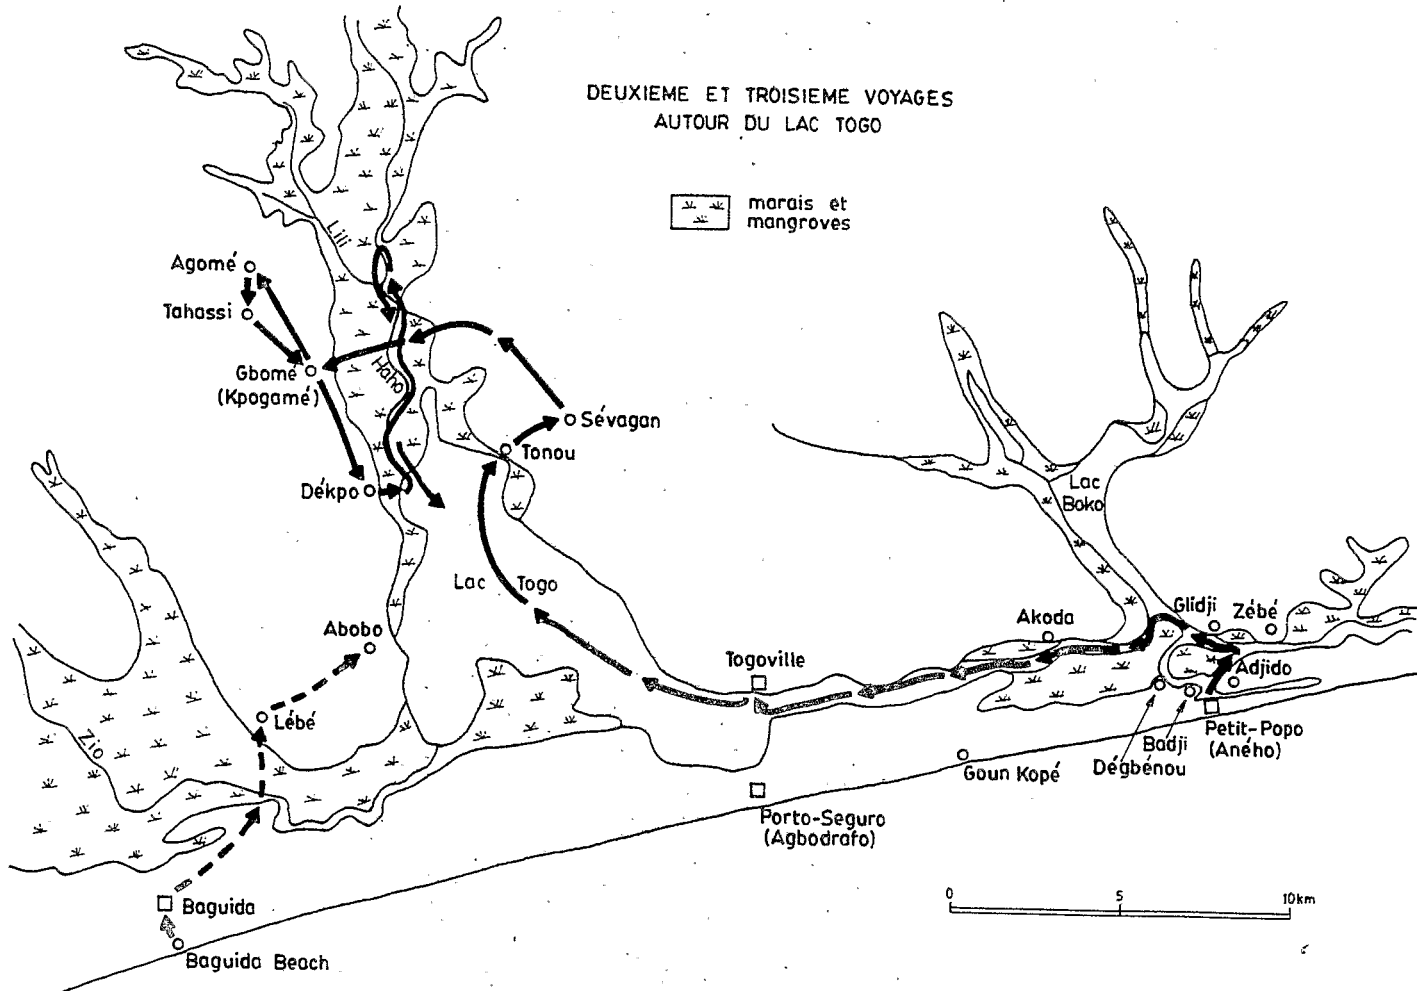 DEUXIEME ET TROISIEME VOYAGES
AUTOUR DU LAC TOGO
marais et
mangroves
Lili
Agomé
Tahassi
Gbomé
(Kpogamé)
Haho
Sévagan
Tonou
Dékpo
Lac
Boko
Lac Togo
Abobo
Akoda
Glidji
Zébé
Togoville
Adjido
Lébé
Zio
Petit-Popo
(Aného)
Badji
Dégbénou
Goun Kopé
Porto-Seguro
(Agbodrafo)
0 5 10km
Baguida
Baguida Beach